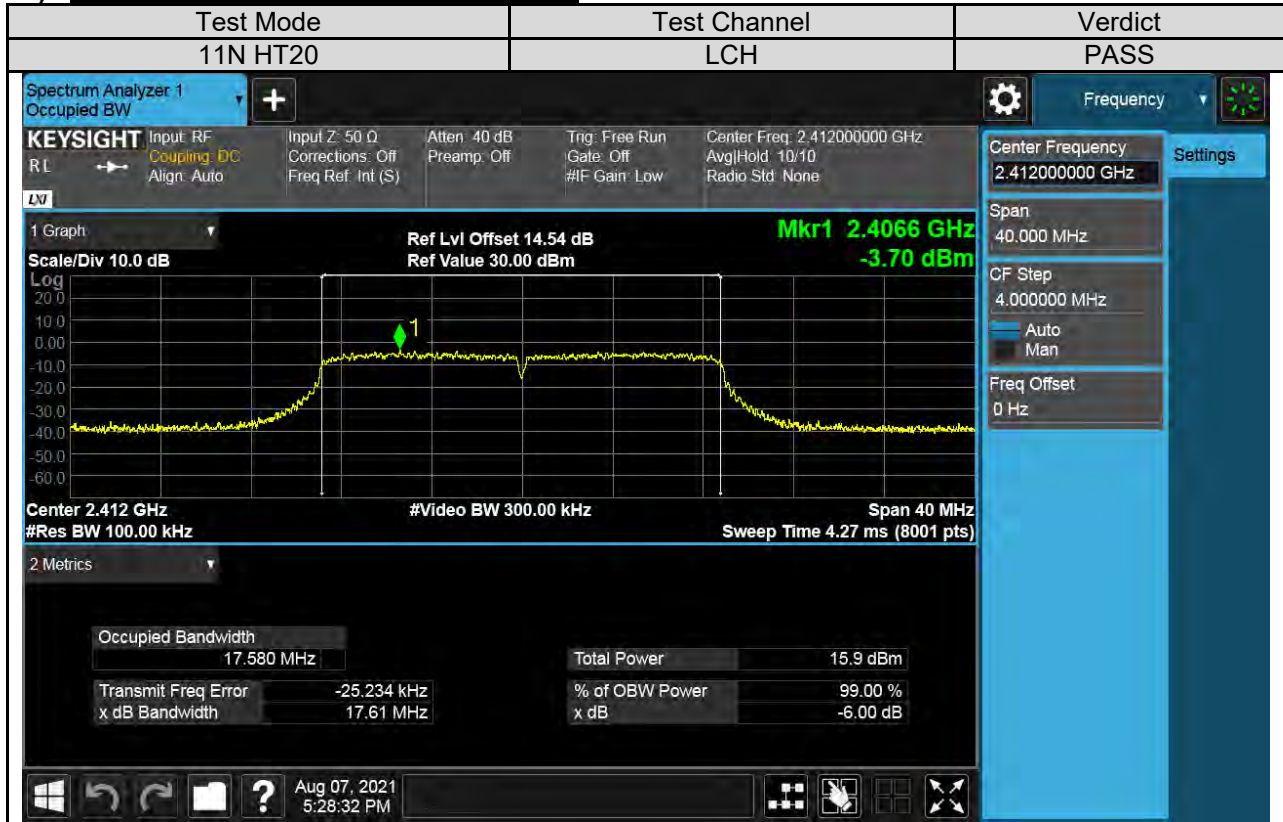 Test Mode Test Channel Verdict
11N HT20 LCH PASS
Spectrum Analyzer 1
Occupied BW
+
Frequency
KEYSIGHT Input: RF Input Z: 50 Ω Atten: 40 dB Trig: Free Run Center Freq: 2.412000000 GHz
RL Coupling: DC Corrections: Off Preamp: Off Gate: Off Avg|Hold: 10/10
Align: Auto Freq Ref: Int (S) #IF Gain: Low Radio Std: None
LXI
Center Frequency
2.412000000 GHz
Settings
Span
40.000 MHz
CF Step
4.000000 MHz
Auto
Man
Freq Offset
0 Hz
1 Graph
Scale/Div 10.0 dB
Ref Lvl Offset 14.54 dB
Ref Value 30.00 dBm
Mkr1 2.4066 GHz
-3.70 dBm
Log
20.0
10.0
0.00
-10.0
-20.0
-30.0
-40.0
-50.0
-60.0
1
Center 2.412 GHz #Video BW 300.00 kHz Span 40 MHz
#Res BW 100.00 kHz Sweep Time 4.27 ms (8001 pts)
2 Metrics
Occupied Bandwidth
17.580 MHz
Total Power 15.9 dBm
Transmit Freq Error -25.234 kHz % of OBW Power 99.00 %
x dB Bandwidth 17.61 MHz x dB -6.00 dB
?
Aug 07, 2021
5:28:32 PM